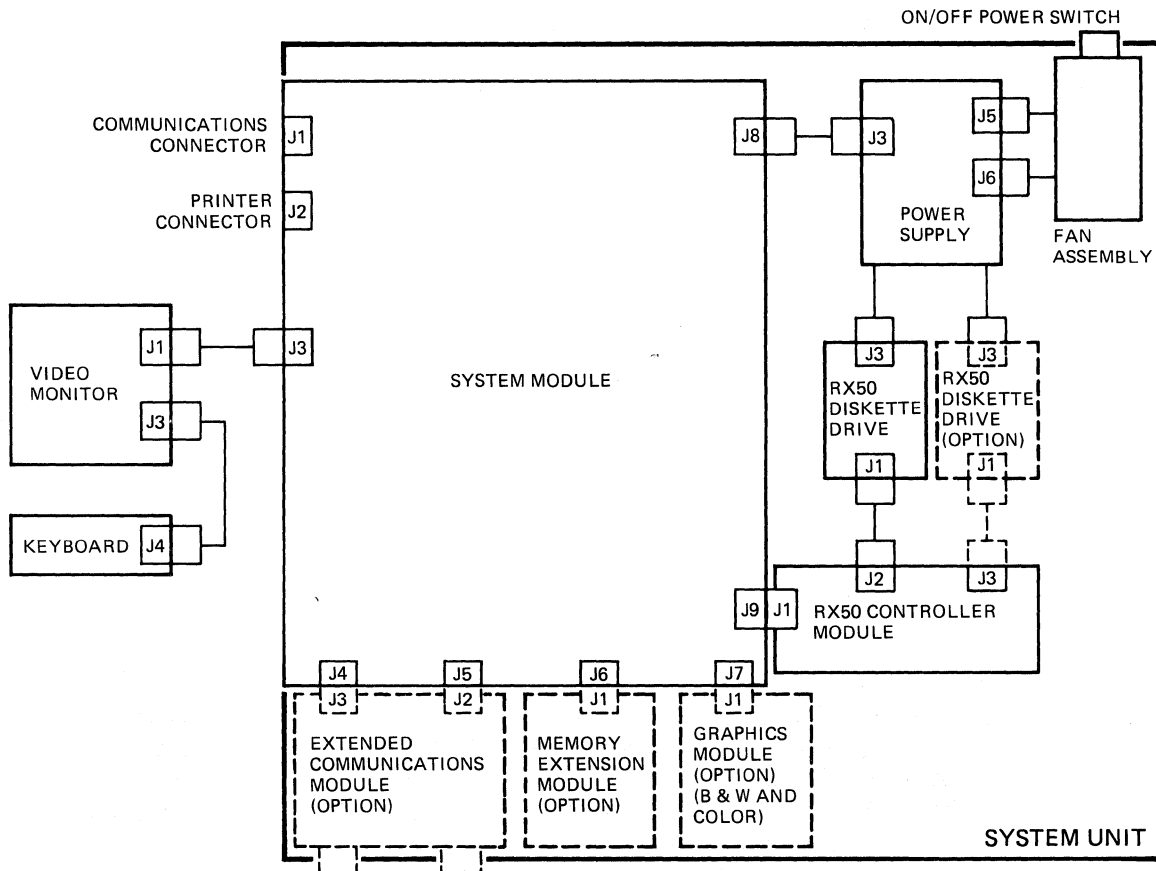 ON/OFF POWER SWITCH
COMMUNICATIONS
CONNECTOR
J1
PRINTER
CONNECTOR
J2
J8
J3
J5
J6
POWER
SUPPLY
FAN
ASSEMBLY
VIDEO
MONITOR
J1
J3
J3
SYSTEM MODULE
KEYBOARD
J4
J3
RX50
DISKETTE
DRIVE
J1
J3
RX50
DISKETTE
DRIVE
(OPTION)
J1
J9
J1
J2
J3
RX50 CONTROLLER
MODULE
J4
J5
J6
J7
J3
J2
J1
J1
EXTENDED
COMMUNICATIONS
MODULE
(OPTION)
MEMORY
EXTENSION
MODULE
(OPTION)
GRAPHICS
MODULE
(OPTION)
(B & W AND
COLOR)
SYSTEM UNIT